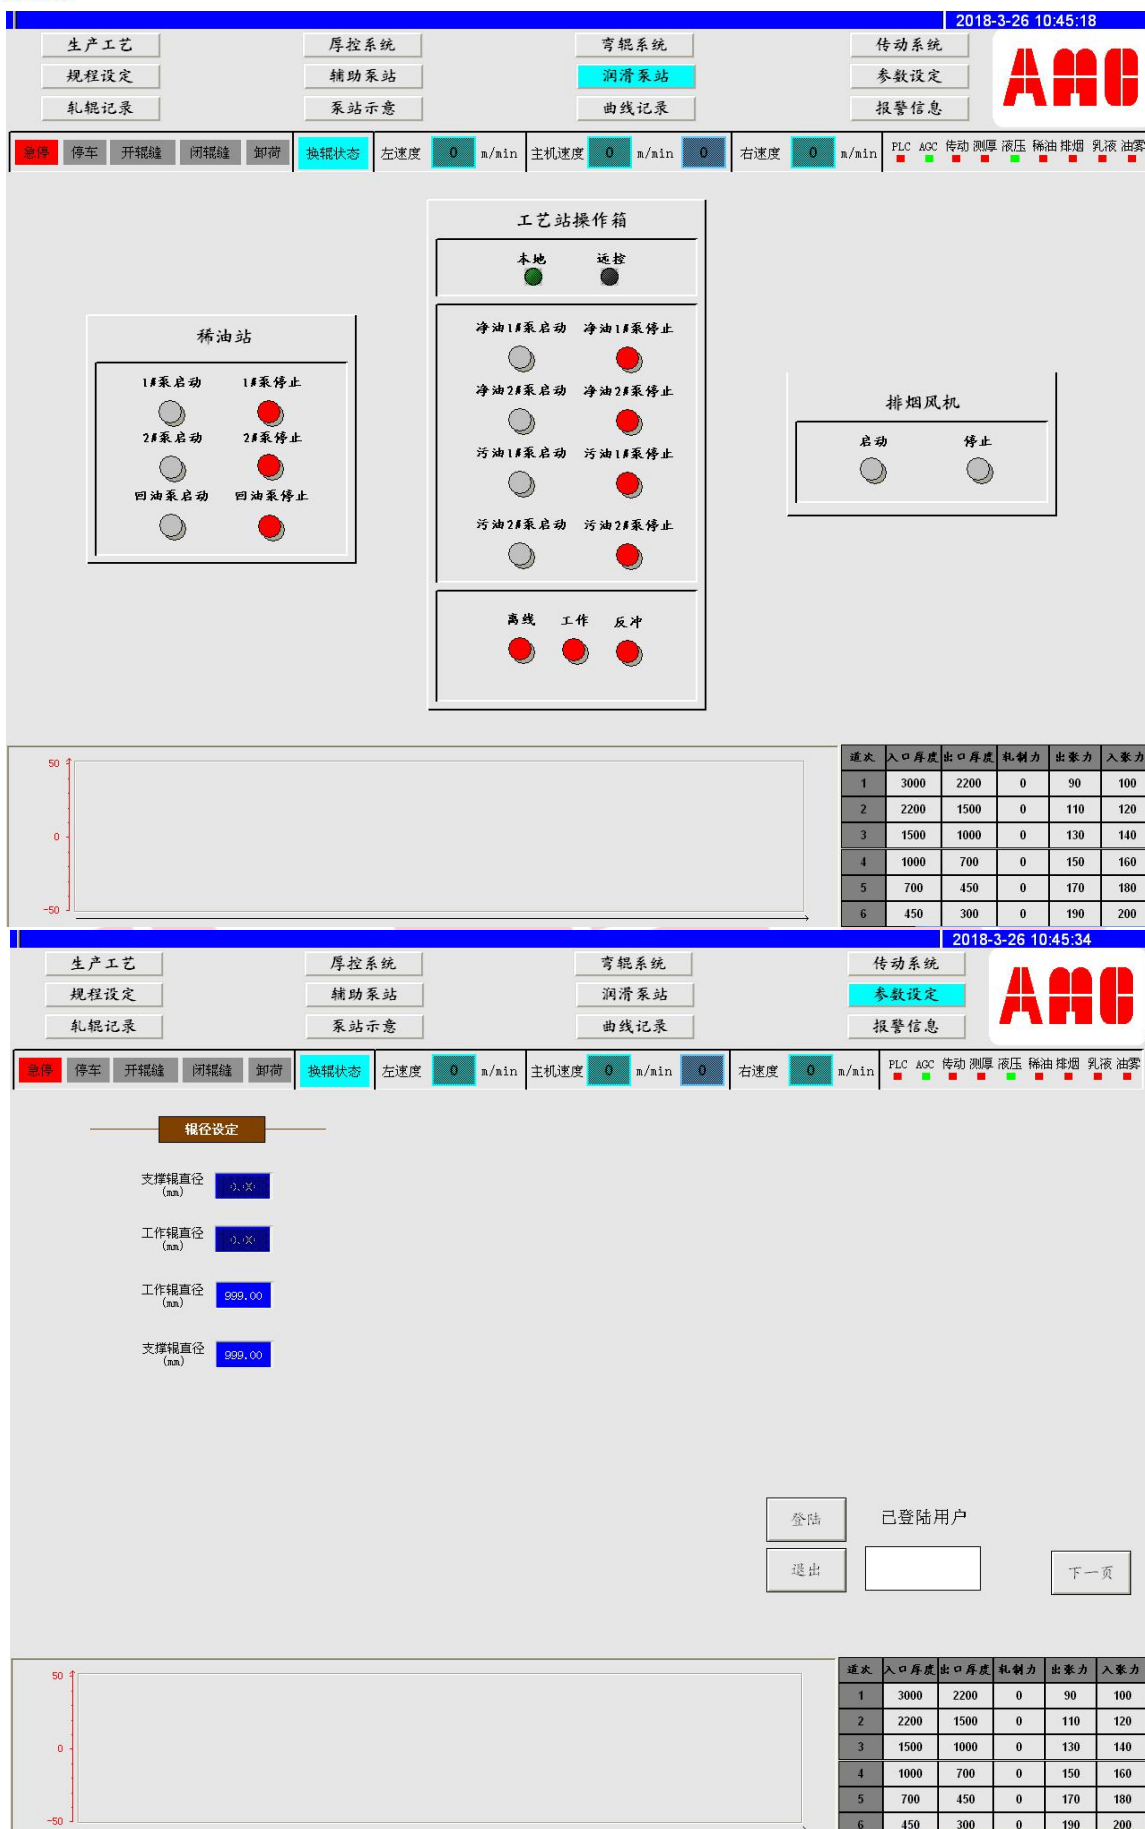 2018-3-26 10:45:18
生产工艺 厚控系统 弯辊系统 传动系统
规程设定 辅助泵站 润滑泵站 参数设定
轧辊记录 泵站示意 曲线记录 报警信息
AMC
急停 停车 开辊缝 闭辊缝 卸荷 换辊状态 左速度 0 m/min 主机速度 0 m/min 0 右速度 0 m/min PLC AGC 传动 测厚 液压 稀油 排烟 乳液 油雾
工艺站操作箱
本地 远控
净油1#泵启动 净油1#泵停止
净油2#泵启动 净油2#泵停止
污油1#泵启动 污油1#泵停止
污油2#泵启动 污油2#泵停止
离线 工作 反冲
稀油站
1#泵启动 1#泵停止
2#泵启动 2#泵停止
回油泵启动 回油泵停止
排烟风机
启动 停止
50
0
-50
道次 入口厚度 出口厚度 轧制力 出张力 入张力
1 3000 2200 0 90 100
2 2200 1500 0 110 120
3 1500 1000 0 130 140
4 1000 700 0 150 160
5 700 450 0 170 180
6 450 300 0 190 200
2018-3-26 10:45:34
生产工艺 厚控系统 弯辊系统 传动系统
规程设定 辅助泵站 润滑泵站 参数设定
轧辊记录 泵站示意 曲线记录 报警信息
AMC
急停 停车 开辊缝 闭辊缝 卸荷 换辊状态 左速度 0 m/min 主机速度 0 m/min 0 右速度 0 m/min PLC AGC 传动 测厚 液压 稀油 排烟 乳液 油雾
辊径设定
支撑辊直径 0.00
(mm)
工作辊直径 0.00
(mm)
工作辊直径 999.00
(mm)
支撑辊直径 999.00
(mm)
登陆 已登陆用户
退出 下一页
50
0
-50
道次 入口厚度 出口厚度 轧制力 出张力 入张力
1 3000 2200 0 90 100
2 2200 1500 0 110 120
3 1500 1000 0 130 140
4 1000 700 0 150 160
5 700 450 0 170 180
6 450 300 0 190 200